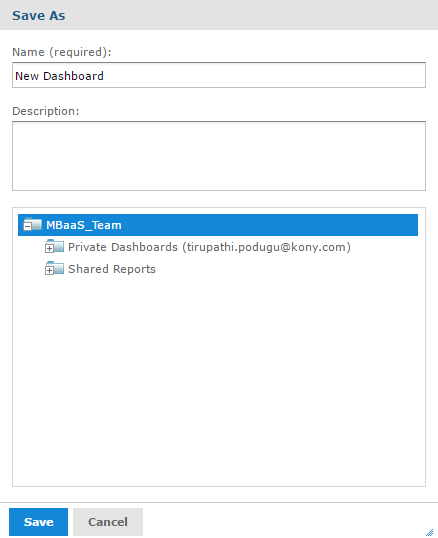 Save As
Name (required):
New Dashboard
Description:
MBaaS_Team
Private Dashboards (tirupathi.podugu@kony.com)
Shared Reports
Save
Cancel